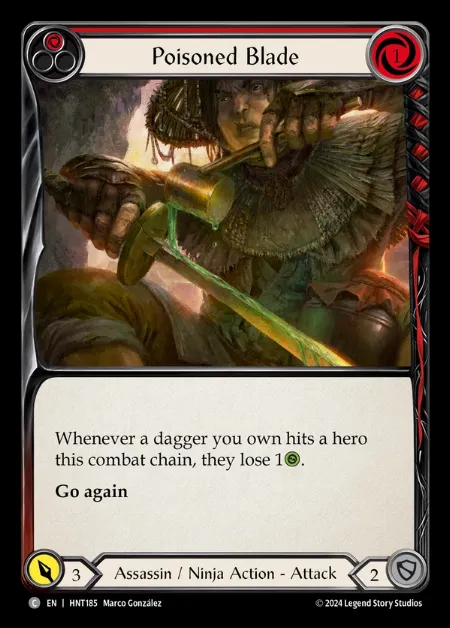 1
Poisoned Blade
Whenever a dagger you own hits a hero
this combat chain, they lose 1.
Go again
3
Assassin / Ninja Action - Attack
2
C EN | HNT185 Marco González
© 2024 Legend Story Studios